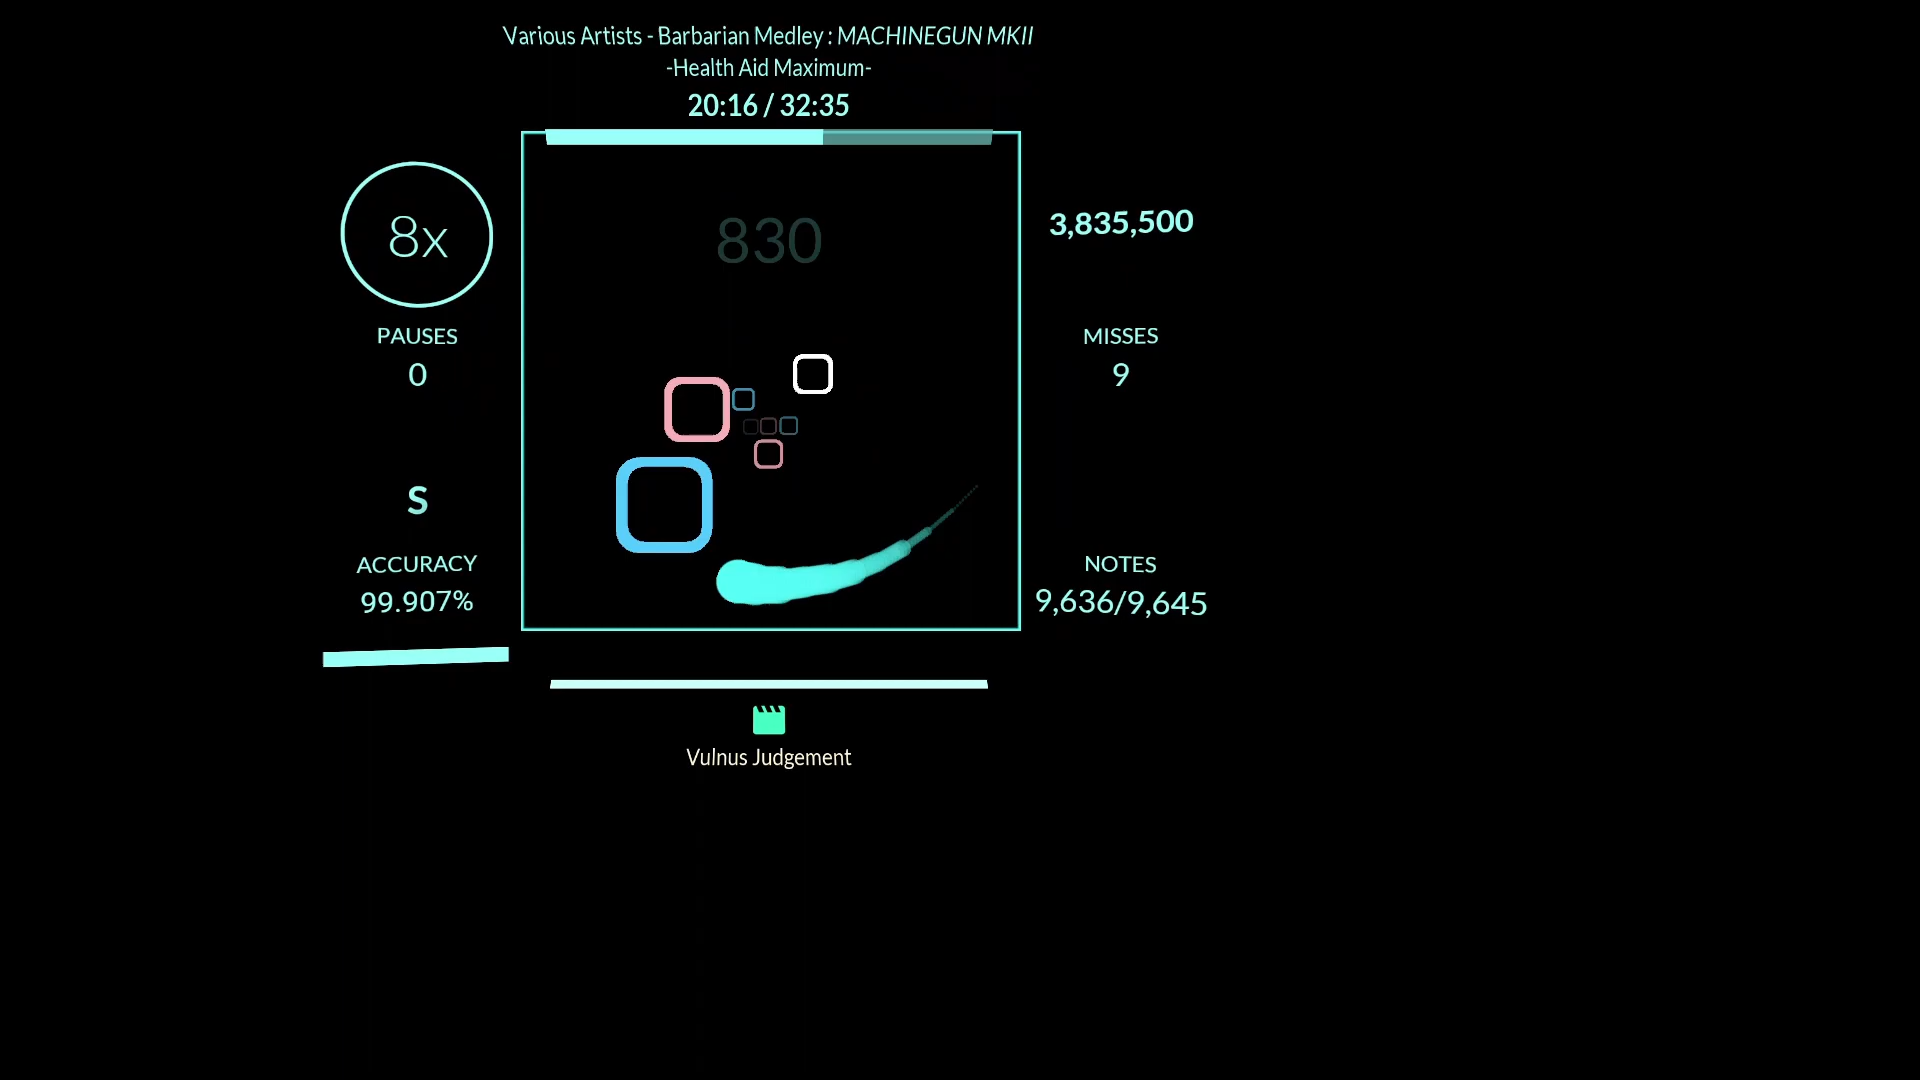 Various Artists - Barbarian Medley : MACHINEGUN MKII
-Health Aid Maximum-
20:16 / 32:35
8x
830
3,835,500
PAUSES
0
MISSES
9
S
ACCURACY
99.907%
NOTES
9,636/9,645
Vulnus Judgement